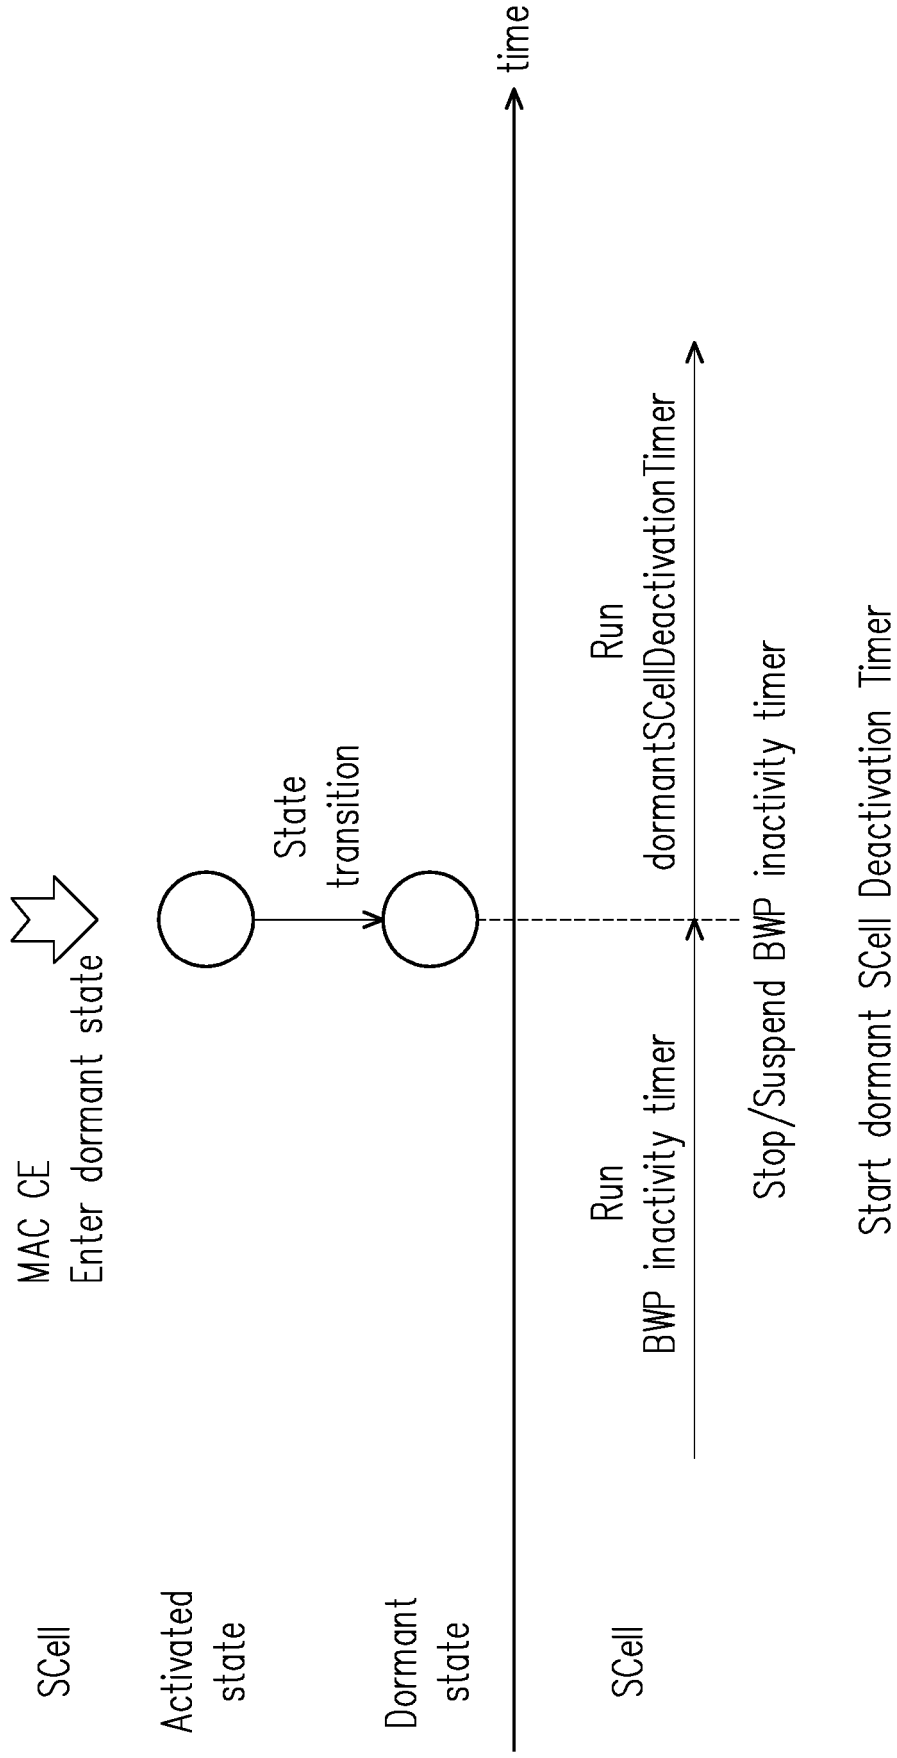 SCell
MAC CE
Enter dormant state
Activated
state
State
transition
Dormant
state
time
SCell
Run
BWP inactivity timer
Run
dormantSCellDeactivationTimer
Stop/Suspend BWP inactivity timer
Start dormant SCell Deactivation Timer